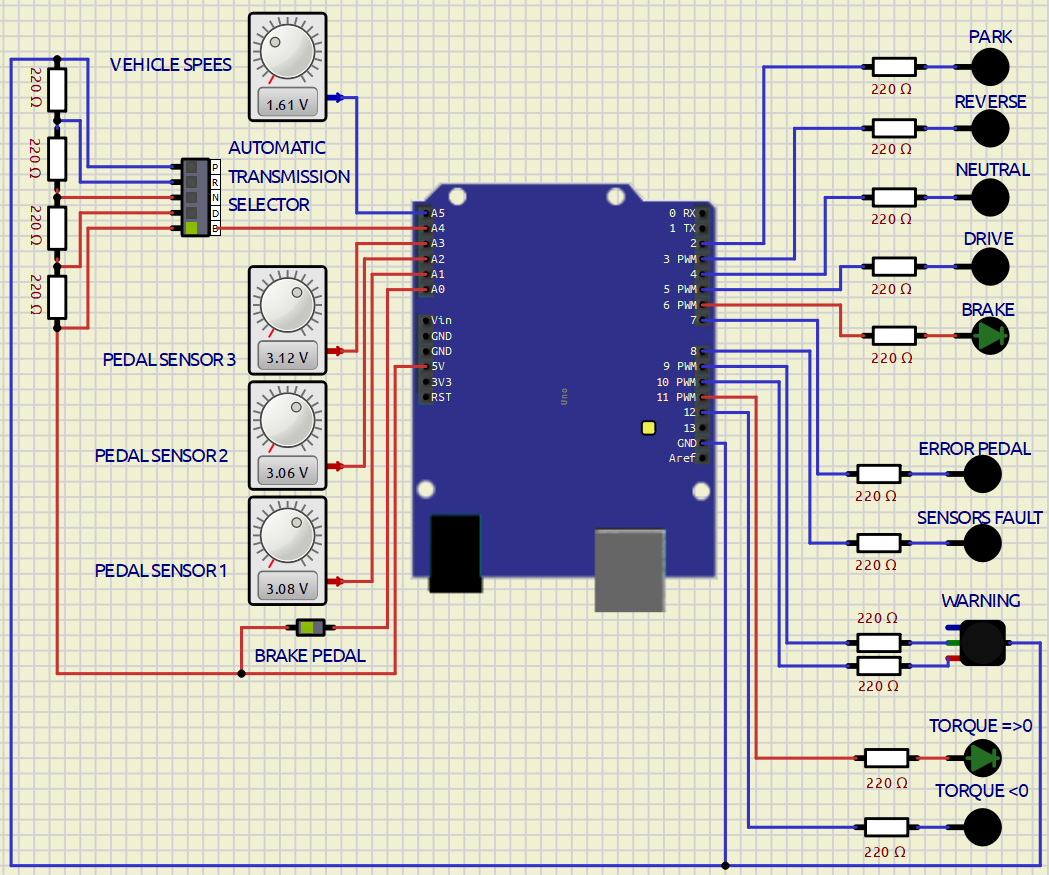 PARK
VEHICLE SPEES
1.61 V
220 Ω
220 Ω
REVERSE
220 Ω
220 Ω
220 Ω
220 Ω
AUTOMATIC
TRANSMISSION
SELECTOR
P
R
N
D
B
NEUTRAL
220 Ω
DRIVE
220 Ω
BRAKE
220 Ω
A5
A4
A3
A2
A1
A0
Vin
GND
GND
5V
3V3
RST
Uno
0 RX
1 TX
2
3 PWM
4
5 PWM
6 PWM
7
8
9 PWM
10 PWM
11 PWM
12
13
GND
Aref
PEDAL SENSOR 3
3.12 V
PEDAL SENSOR 2
3.06 V
PEDAL SENSOR 1
3.08 V
BRAKE PEDAL
ERROR PEDAL
220 Ω
SENSORS FAULT
220 Ω
WARNING
220 Ω
220 Ω
TORQUE =>0
220 Ω
TORQUE <0
220 Ω